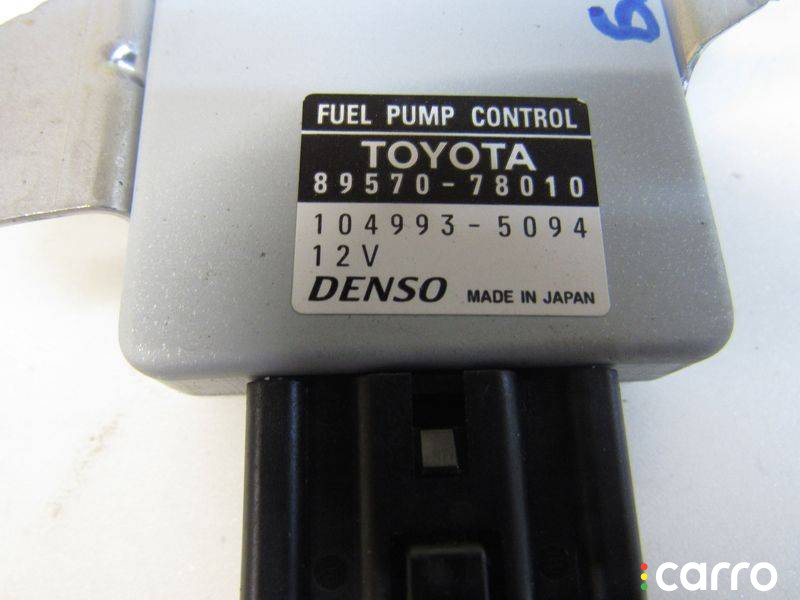 FUEL PUMP CONTROL
TOYOTA
89570-78010
104993-5094
12V
DENSO MADE IN JAPAN
carro